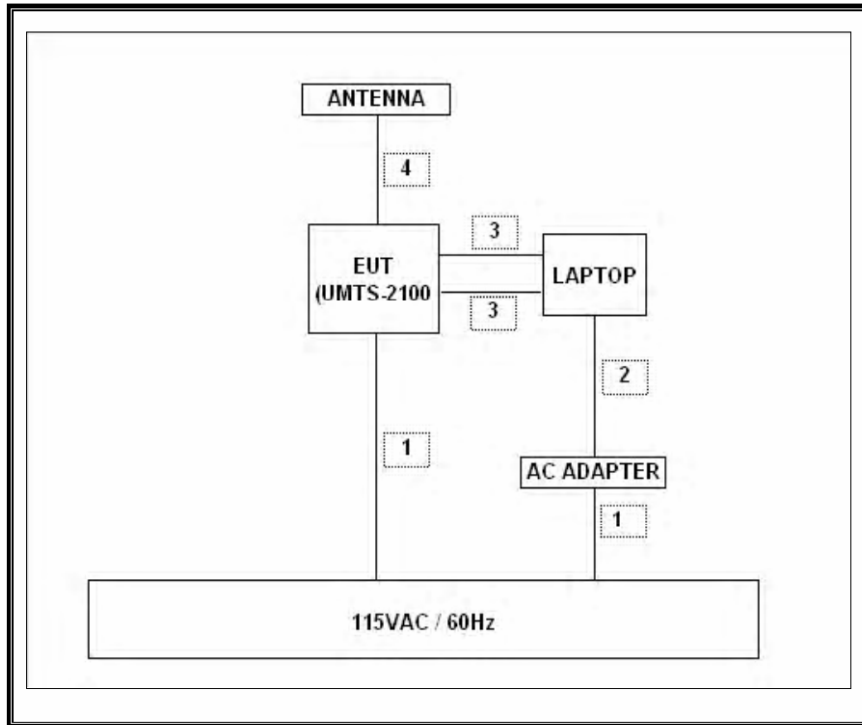 ANTENNA
4
3
EUT
(UMTS-2100
LAPTOP
3
2
1
AC ADAPTER
1
115VAC / 60Hz